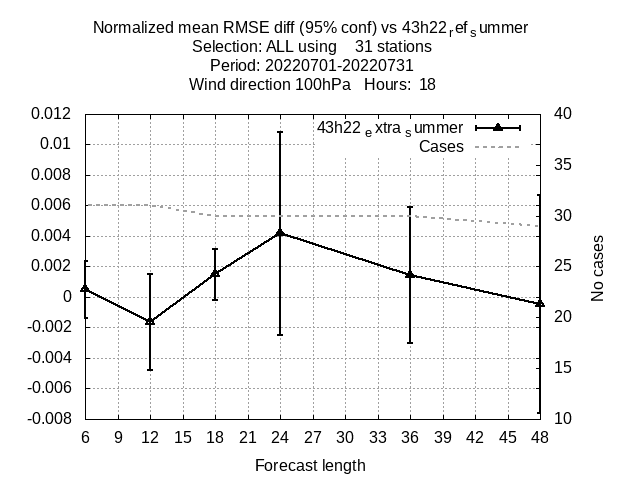 Normalized mean RMSE diff (95% conf) vs 43h22refsummer
Selection: ALL using 31 stations
Period: 20220701-20220731
Wind direction 100hPa Hours: 18
0.012
0.01
0.008
0.006
0.004
0.002
0
-0.002
-0.004
-0.006
-0.008
43h22extrasummer
Cases
40
35
30
25
20
15
10
No cases
6 9 12 15 18 21 24 27 30 33 36 39 42 45 48
Forecast length